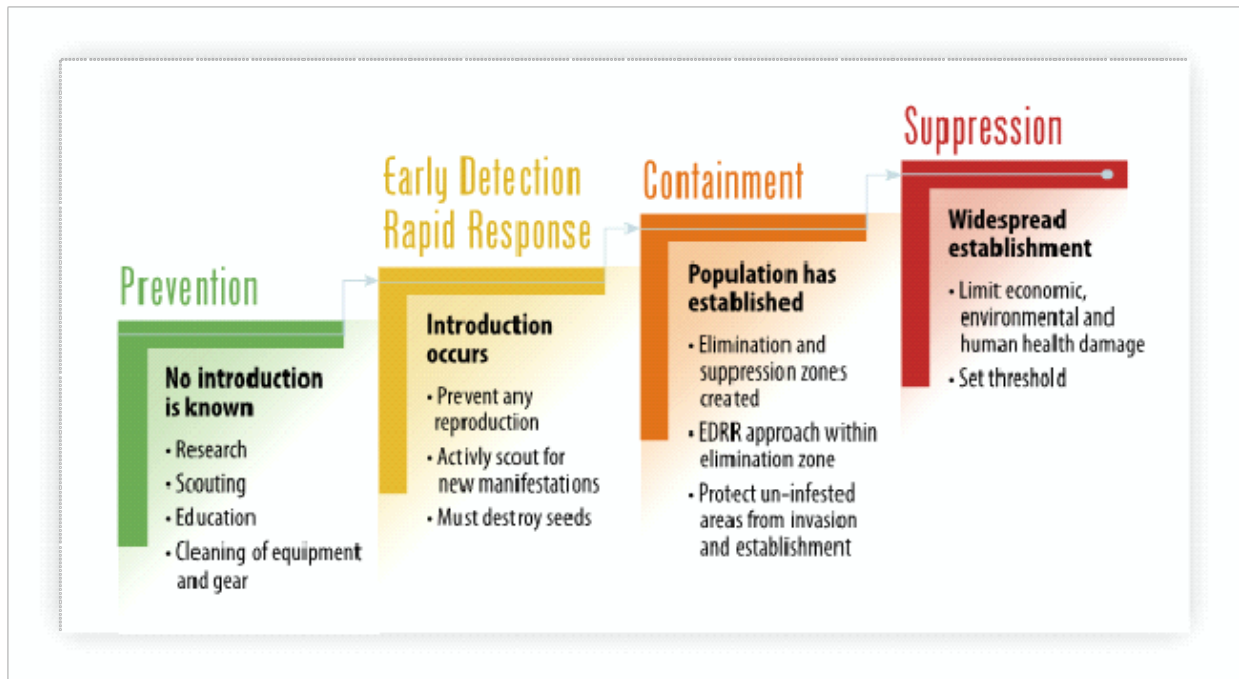 Prevention
No introduction
is known
• Research
• Scouting
• Education
• Cleaning of equipment
and gear
Early Detection
Rapid Response
Introduction
occurs
• Prevent any
reproduction
• Activly scout for
new manifestations
• Must destroy seeds
Containment
Population has
established
• Elimination and
suppression zones
created
• EDRR approach within
elimination zone
• Protect un-infested
areas from invasion
and establishment
Suppression
Widespread
establishment
• Limit economic,
environmental and
human health damage
• Set threshold